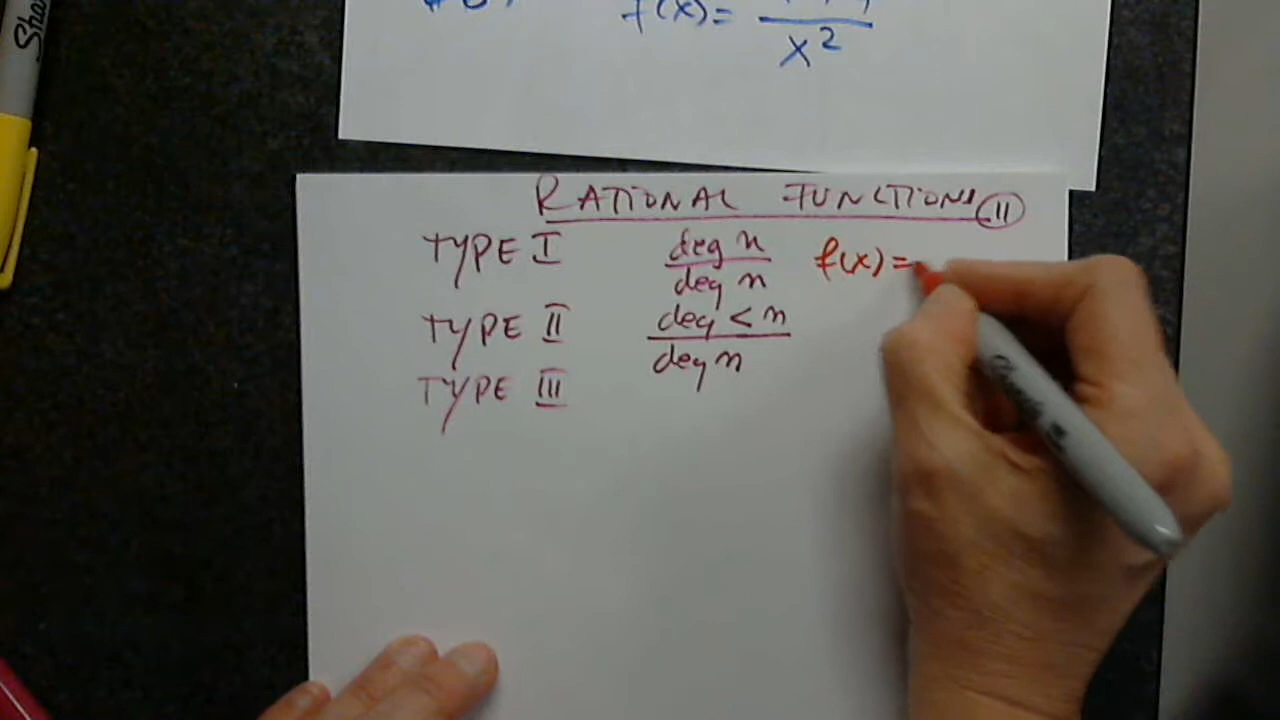 f(x)=
x²
RATIONAL FUNCTIONS 11
TYPE I deg n f(x)=
deg n
TYPE II deg < n
deg n
TYPE III